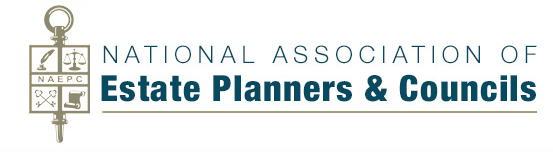 NAEPC
NATIONAL ASSOCIATION OF
Estate Planners & Councils